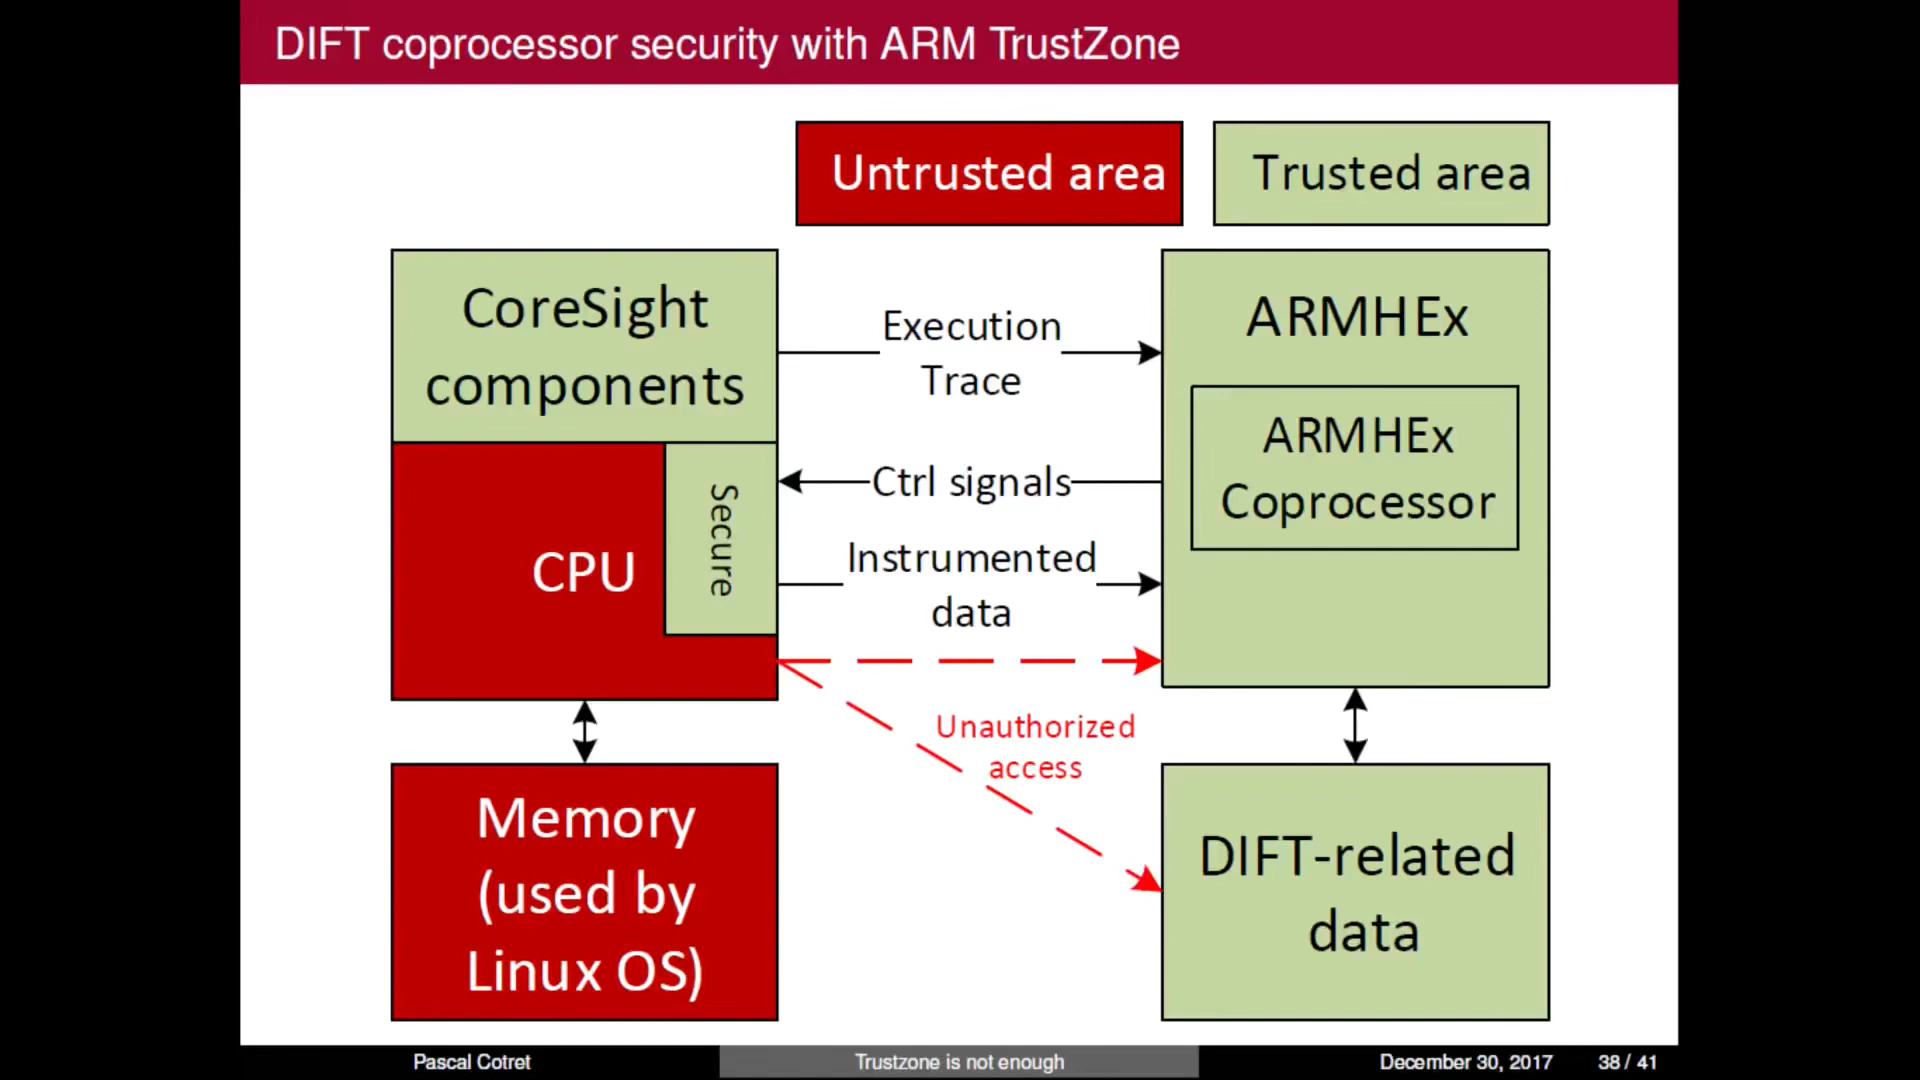 DIFT coprocessor security with ARM TrustZone
Untrusted area
Trusted area
CoreSight
components
Execution
Trace
ARMHEx
ARMHEx
Coprocessor
Ctrl signals
Secure
CPU
Instrumented
data
Unauthorized
access
Memory
(used by
Linux OS)
DIFT-related
data
Pascal Cotret
Trustzone is not enough
December 30, 2017
38 / 41